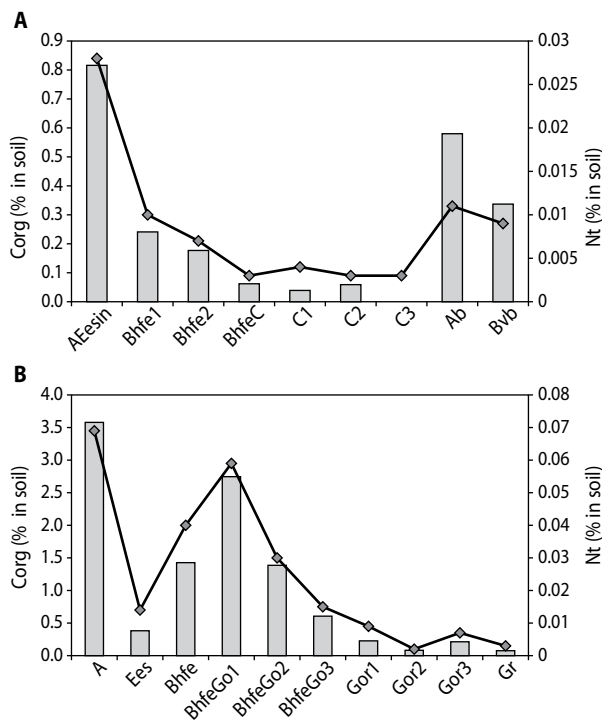 A
0.9
0.8
0.7
0.6
0.5
0.4
0.3
0.2
0.1
0.0
Corg (% in soil)
0.03
0.025
0.02
0.015
0.01
0.005
0
Nt (% in soil)
AEesin
Bhfe1
Bhfe2
BhfeC
C1
C2
C3
Ab
Bvb
B
4.0
3.5
3.0
2.5
2.0
1.5
1.0
0.5
0.0
Corg (% in soil)
0.08
0.07
0.06
0.05
0.04
0.03
0.02
0.01
0
Nt (% in soil)
A
Ees
Bhfe
BhfeGo1
BhfeGo2
BhfeGo3
Gor1
Gor2
Gor3
Gr